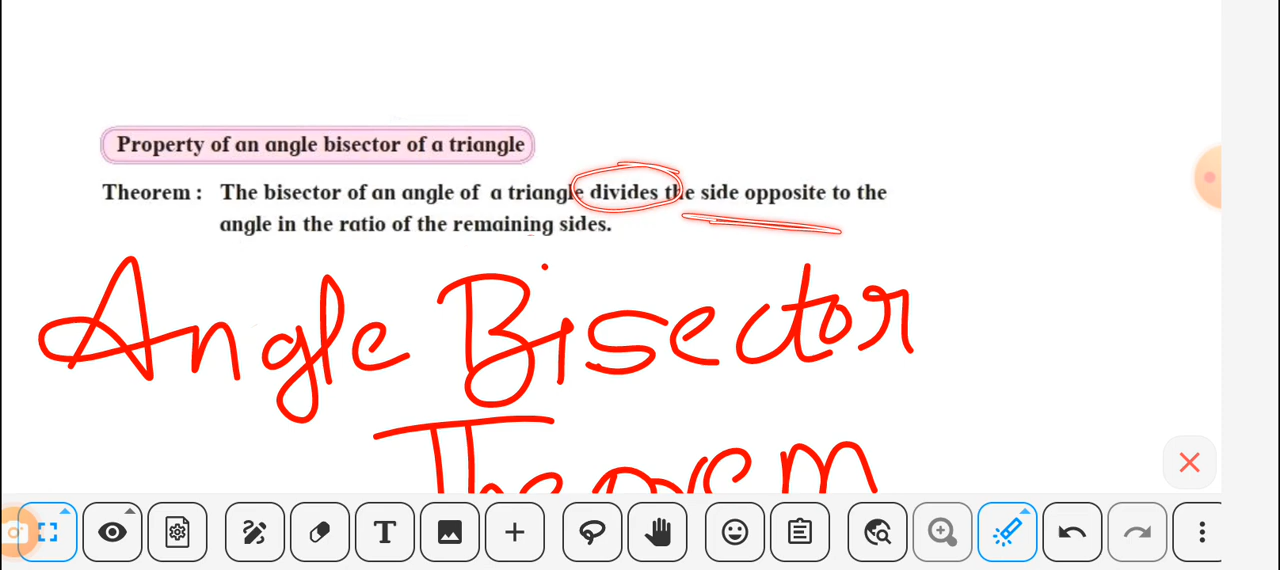 Property of an angle bisector of a triangle
Theorem : The bisector of an angle of a triangle divides the side opposite to the
angle in the ratio of the remaining sides.
Angle Bisector
Theorem
T